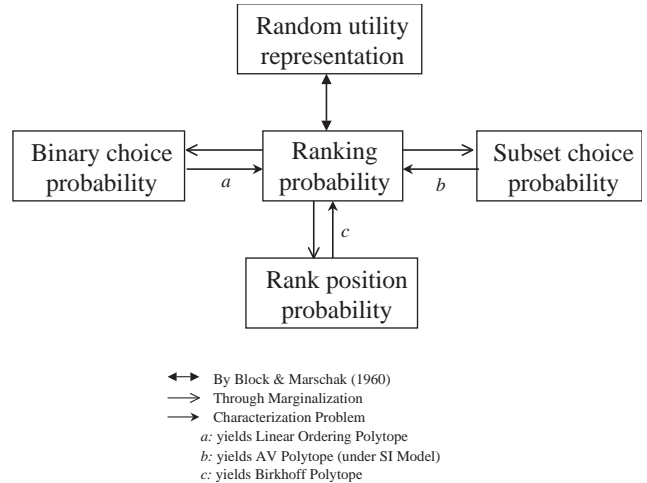 Random utility
representation
Binary choice
probability
Ranking
probability
Subset choice
probability
a
b
c
Rank position
probability
By Block & Marschak (1960)
Through Marginalization
Characterization Problem
a: yields Linear Ordering Polytope
b: yields AV Polytope (under SI Model)
c: yields Birkhoff Polytope